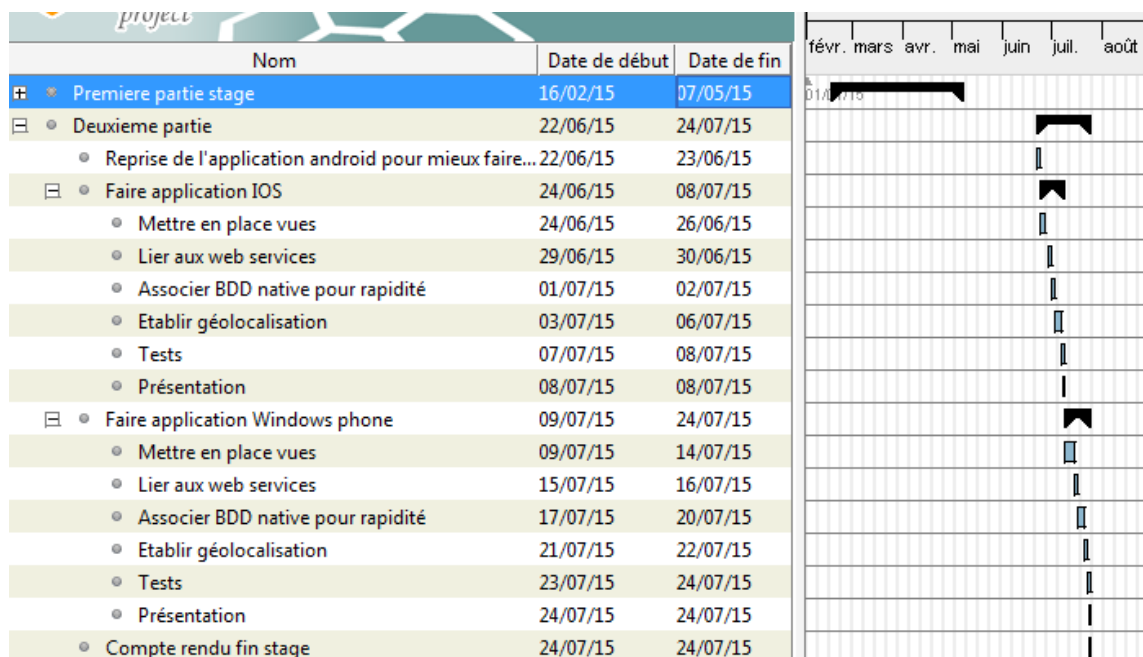 project
févr. mars avr. mai juin juil. août
Nom Date de début Date de fin
Premiere partie stage 16/02/15 07/05/15
Deuxieme partie 22/06/15 24/07/15
Reprise de l'application android pour mieux faire... 22/06/15 23/06/15
Faire application IOS 24/06/15 08/07/15
Mettre en place vues 24/06/15 26/06/15
Lier aux web services 29/06/15 30/06/15
Associer BDD native pour rapidité 01/07/15 02/07/15
Etablir géolocalisation 03/07/15 06/07/15
Tests 07/07/15 08/07/15
Présentation 08/07/15 08/07/15
Faire application Windows phone 09/07/15 24/07/15
Mettre en place vues 09/07/15 14/07/15
Lier aux web services 15/07/15 16/07/15
Associer BDD native pour rapidité 17/07/15 20/07/15
Etablir géolocalisation 21/07/15 22/07/15
Tests 23/07/15 24/07/15
Présentation 24/07/15 24/07/15
Compte rendu fin stage 24/07/15 24/07/15